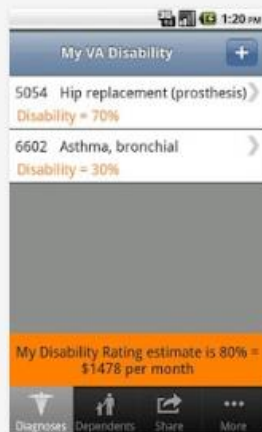 1:20 PM
My VA Disability
+
5054 Hip replacement (prosthesis)
Disability = 70%
6602 Asthma, bronchial
Disability = 30%
My Disability Rating estimate is 80% =
$1478 per month
Diagnoses Dependents Share More